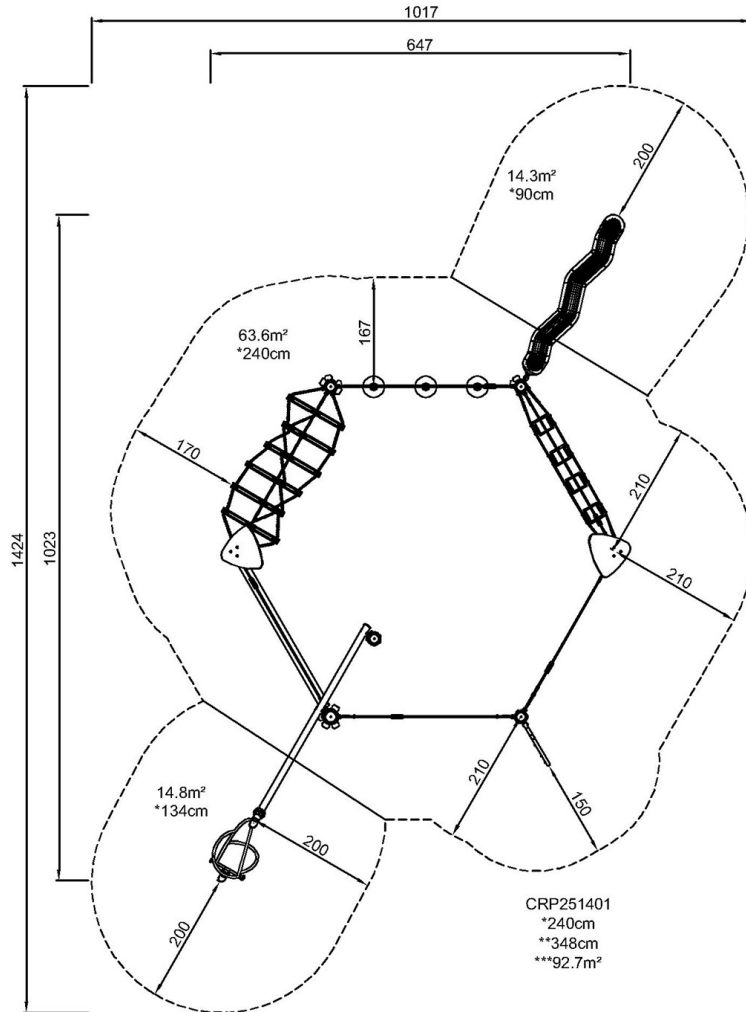 1017
647
200
14.3m²
*90cm
167
63.6m²
*240cm
170
210
1424
1023
210
14.8m²
*134cm
210
150
200
200
CRP251401
*240cm
**348cm
***92.7m²